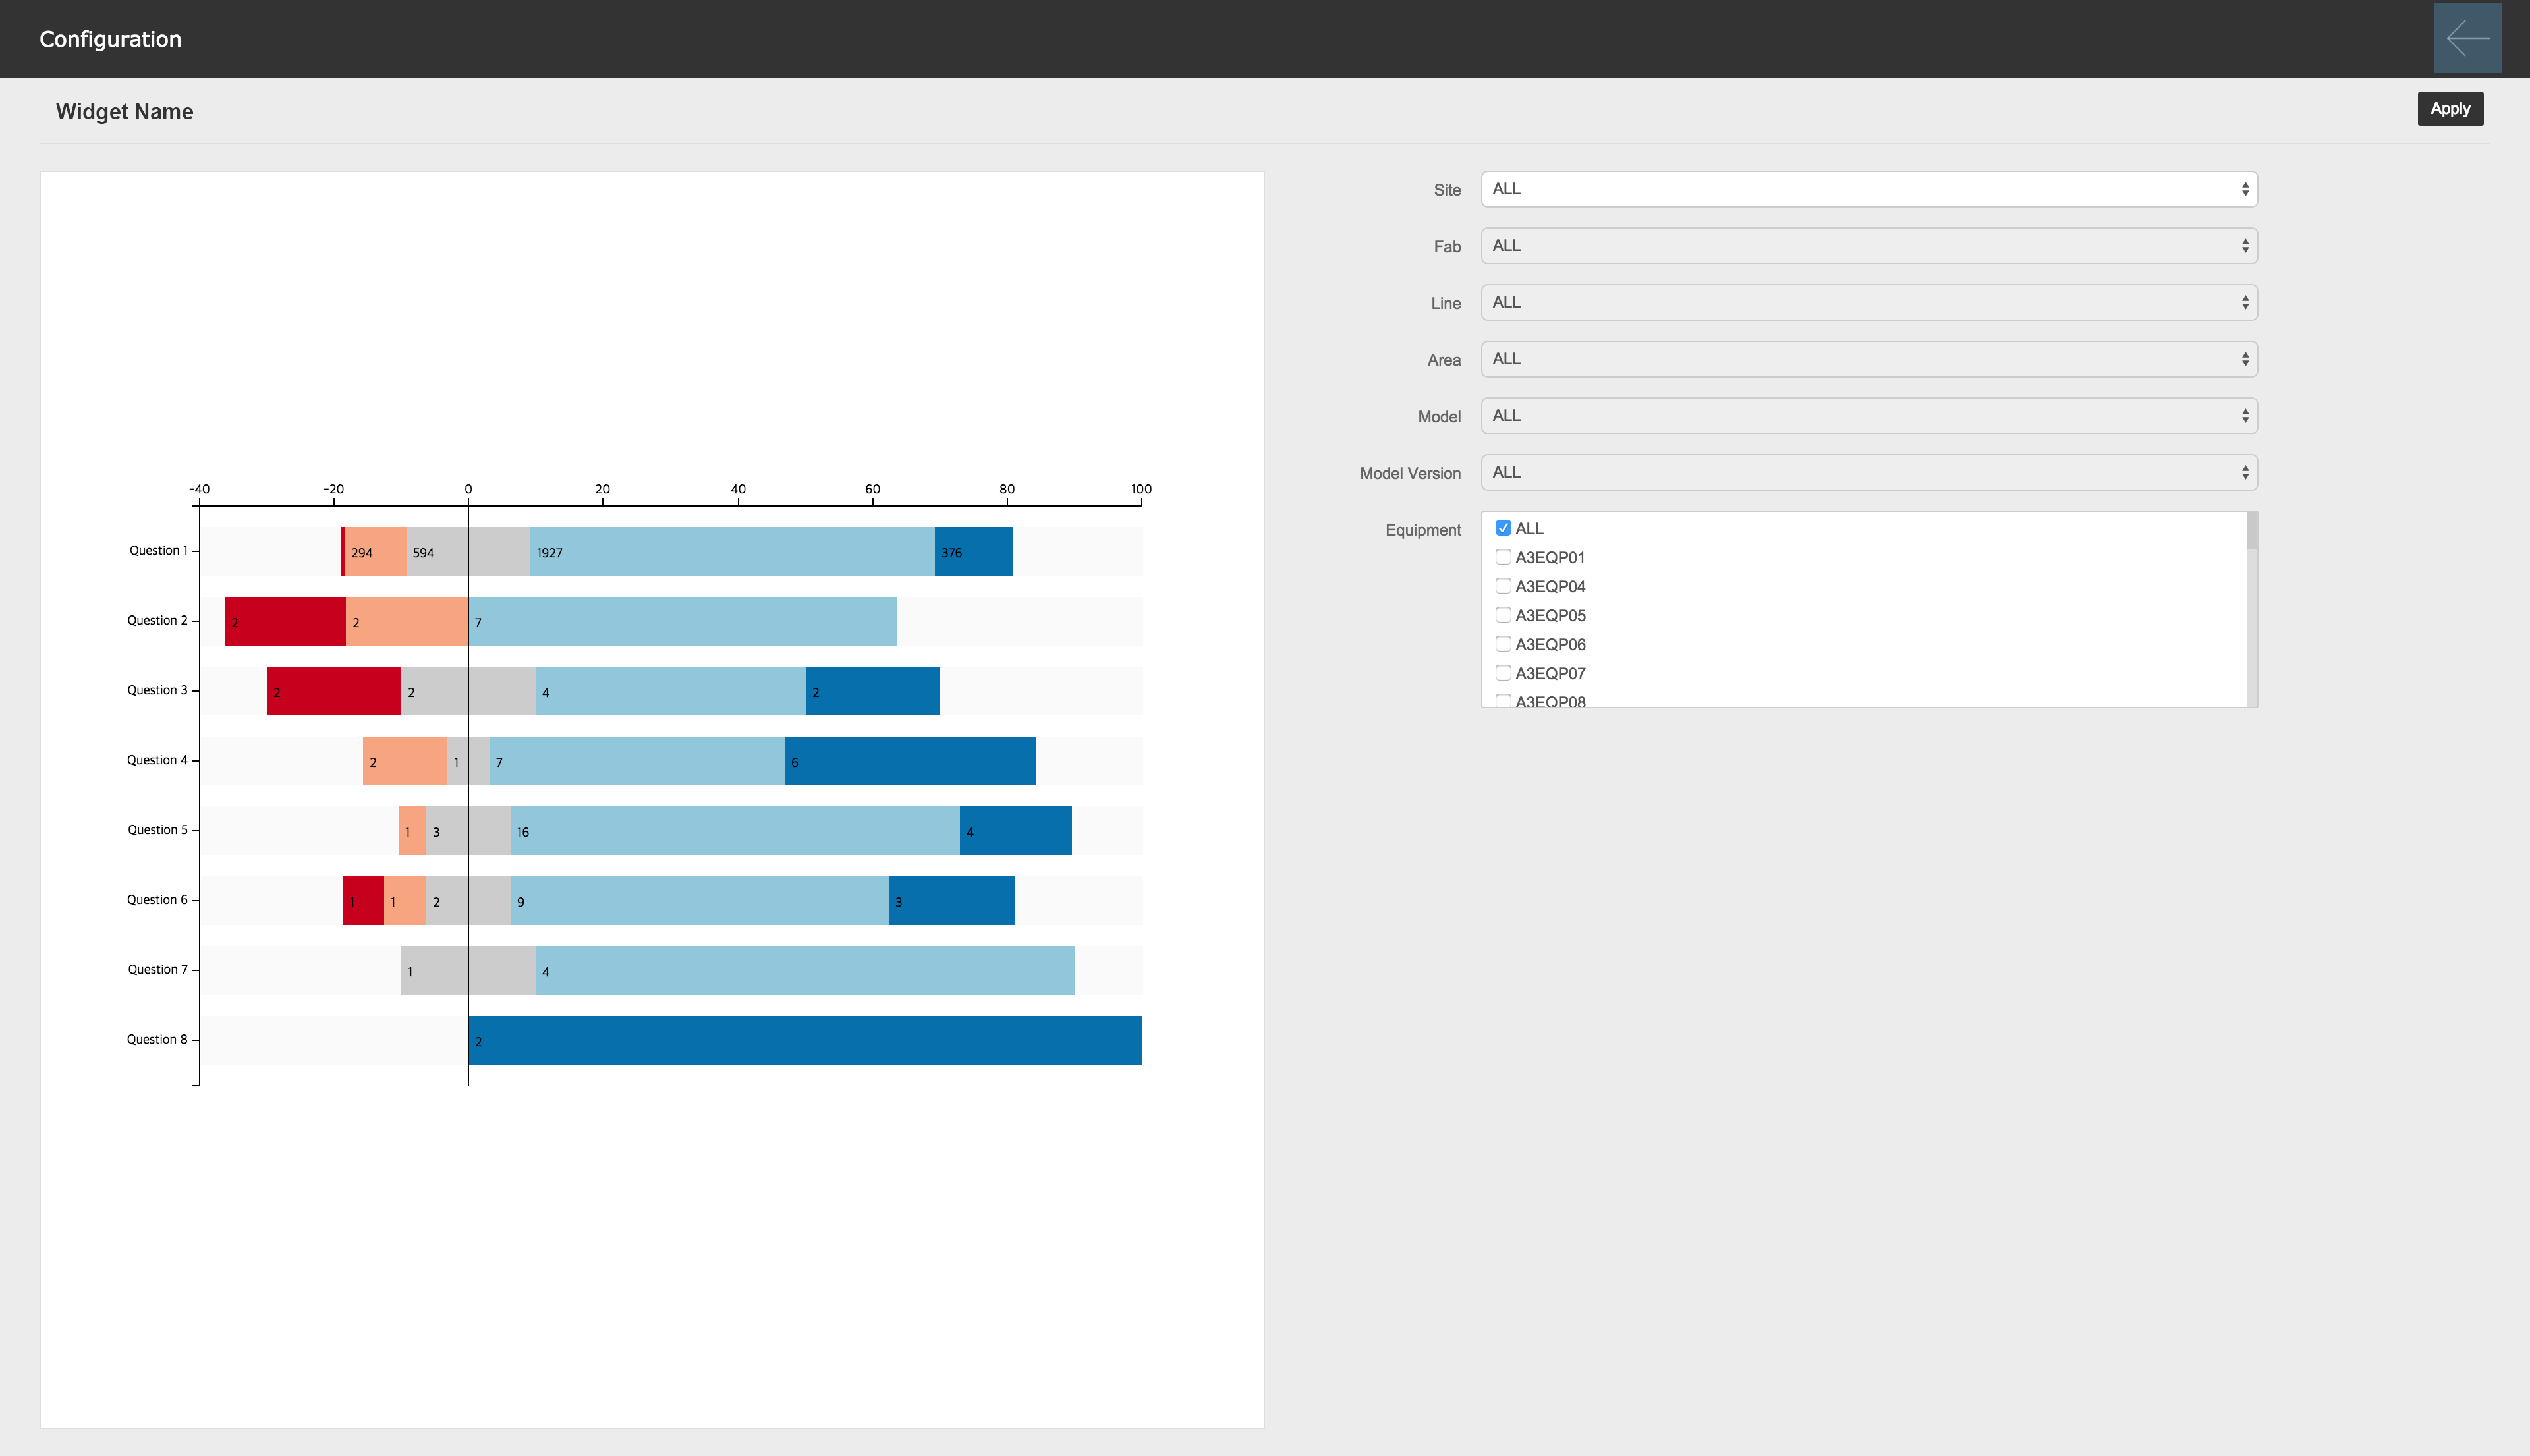 Configuration
Widget Name
Apply
-40 -20 0 20 40 60 80 100
Question 1 294 594 1927 376
Question 2 2 2 7
Question 3 2 2 4 2
Question 4 2 1 7 6
Question 5 1 3 16 4
Question 6 1 1 2 9 3
Question 7 1 4
Question 8 2
Site ALL
Fab ALL
Line ALL
Area ALL
Model ALL
Model Version ALL
Equipment ALL
A3EQP01
A3EQP04
A3EQP05
A3EQP06
A3EQP07
A3EQP08